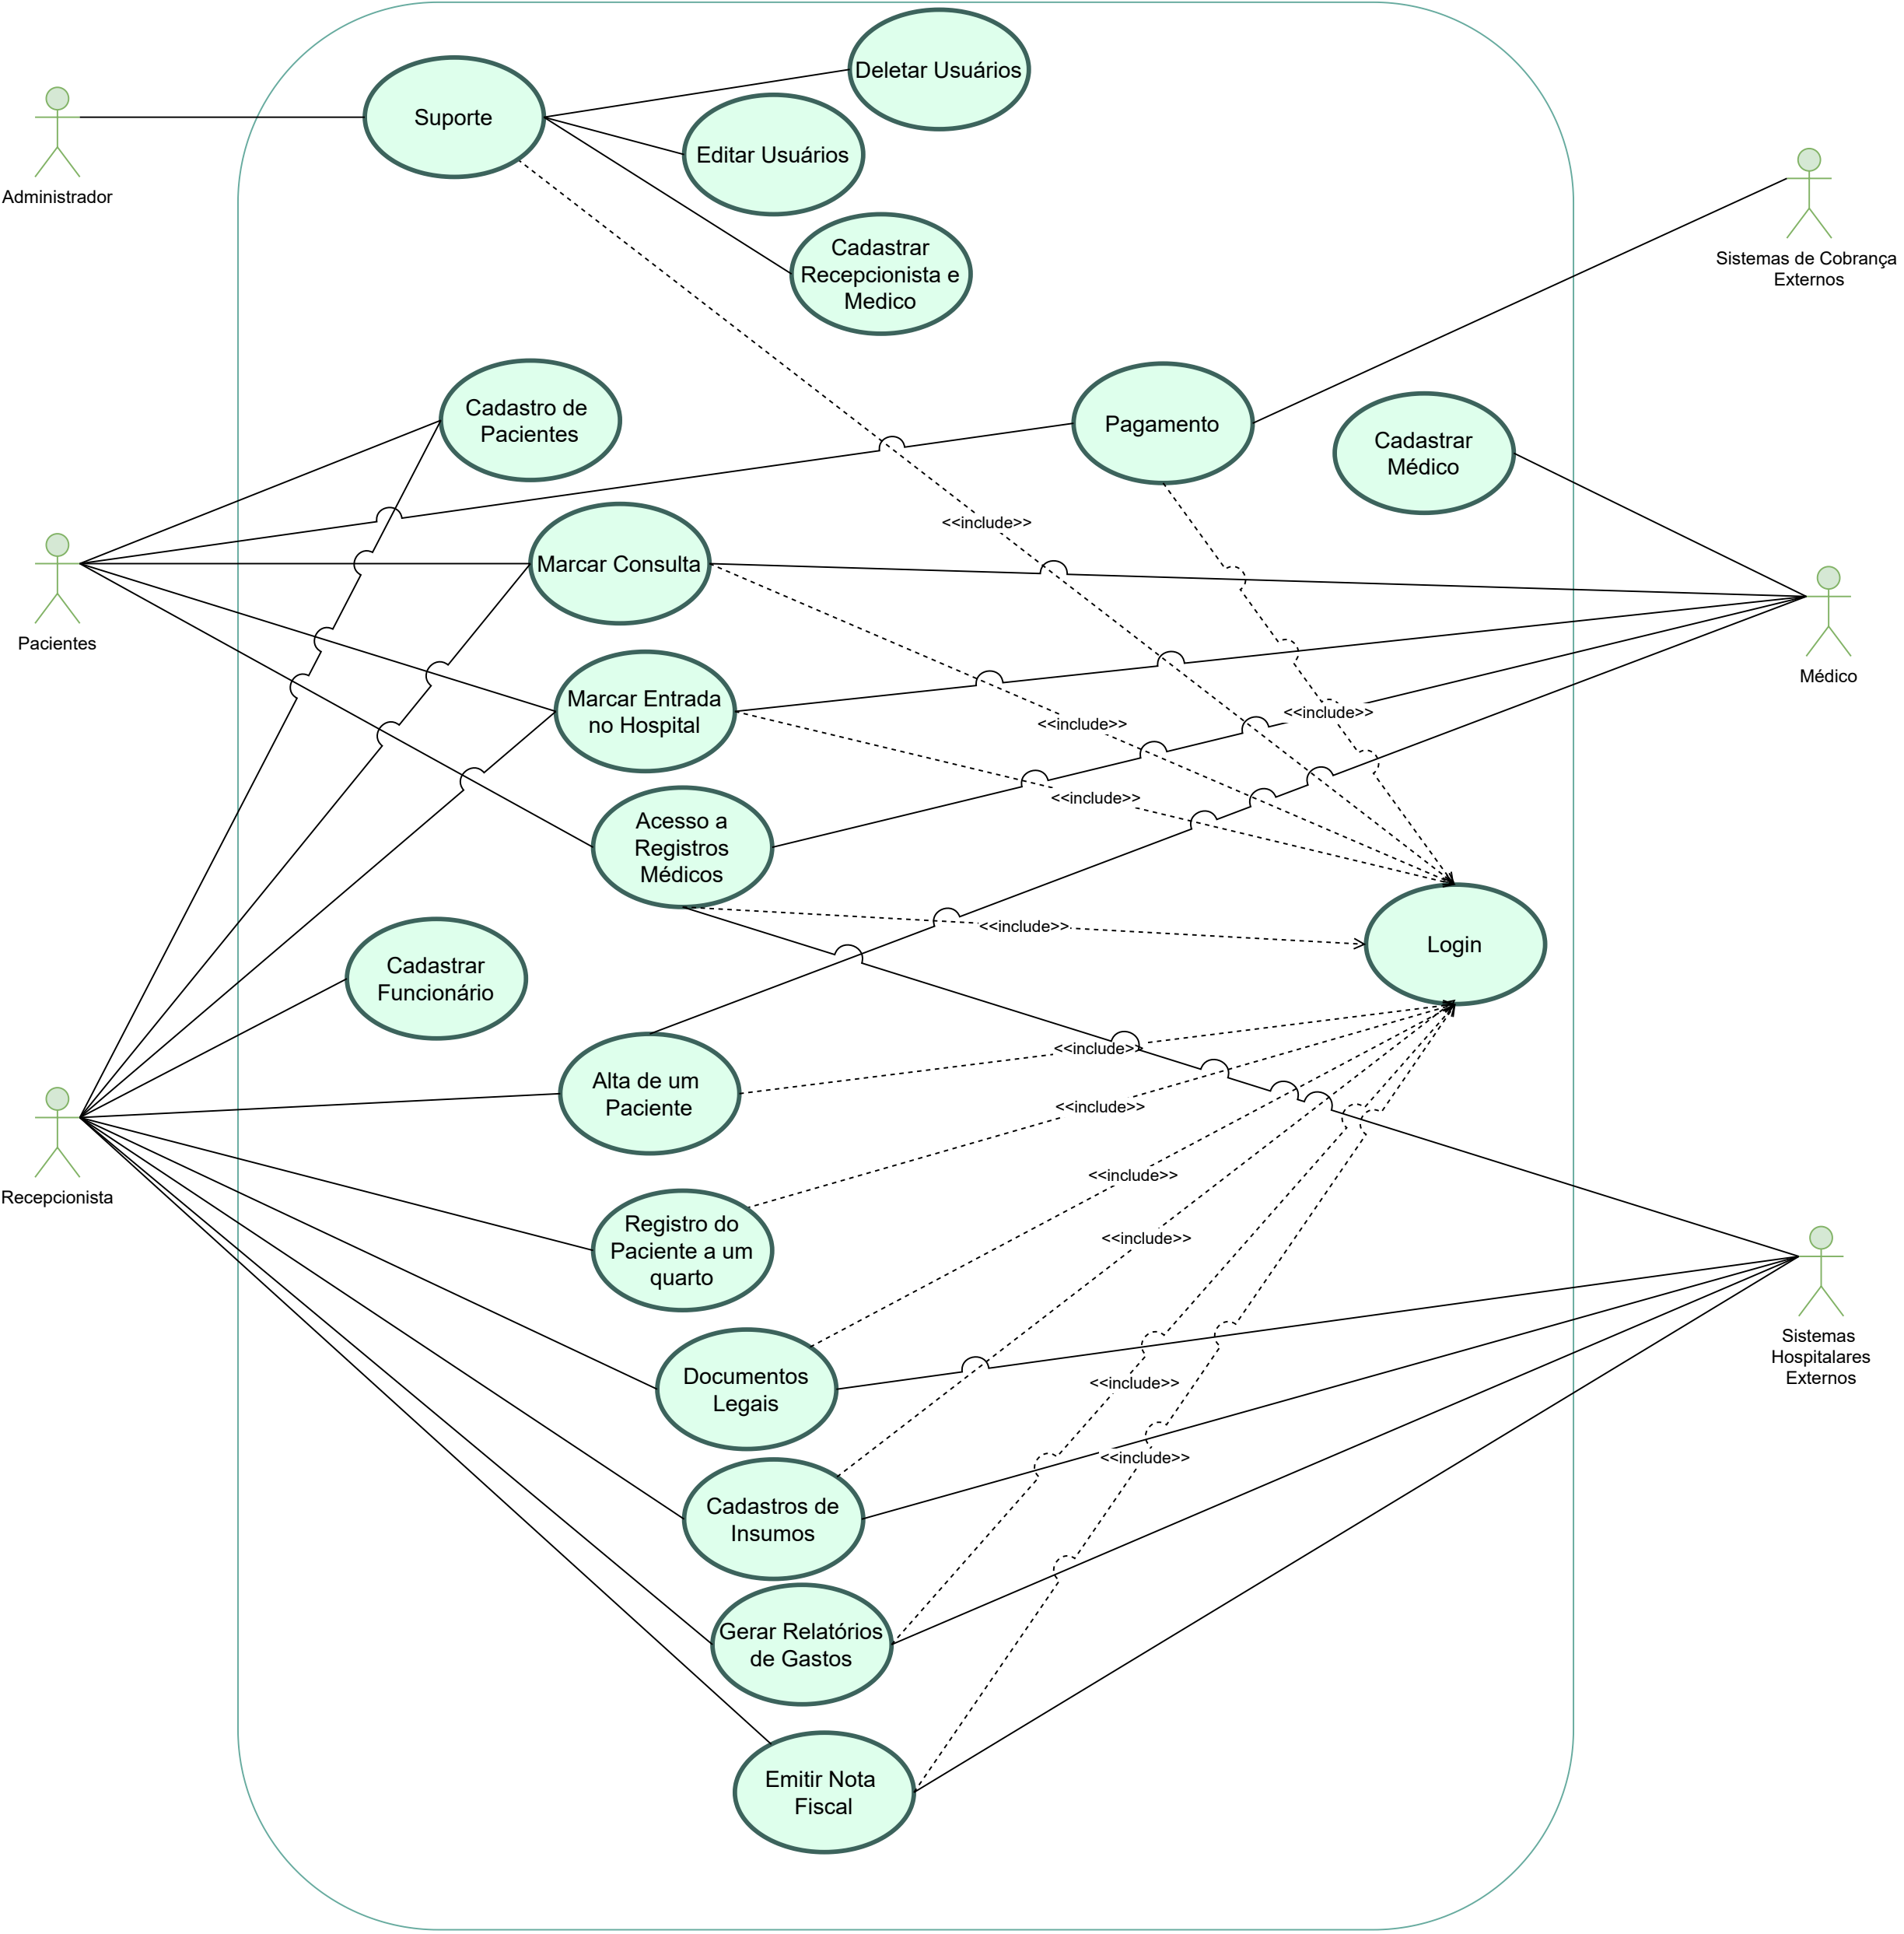 Deletar Usuários
Suporte
Editar Usuários
Administrador
Cadastrar
Recepcionista e
Medico
Sistemas de Cobrança
Externos
Cadastro de
Pacientes
Pagamento
Cadastrar
Médico
<<include>>
Marcar Consulta
Pacientes
Médico
Marcar Entrada
no Hospital
<<include>>
<<include>>
<<include>>
Acesso a
Registros
Médicos
<<include>>
Login
Cadastrar
Funcionário
<<include>>
Alta de um
Paciente
<<include>>
Recepcionista
<<include>>
Registro do
Paciente a um
quarto
<<include>>
Sistemas
Hospitalares
Externos
Documentos
Legais
<<include>>
<<include>>
Cadastros de
Insumos
Gerar Relatórios
de Gastos
Emitir Nota
Fiscal